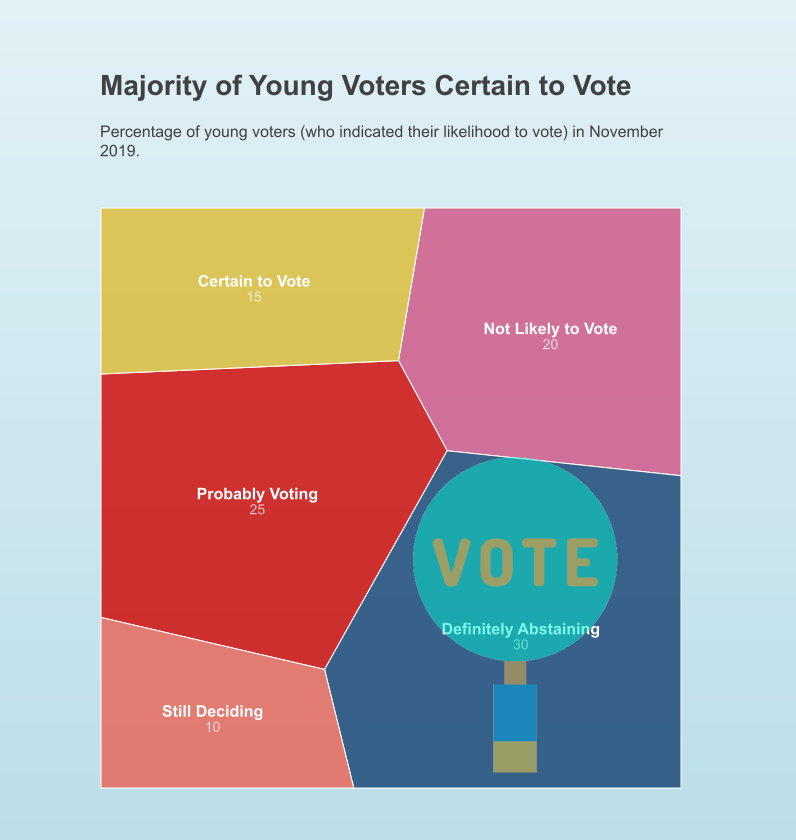 Majority of Young Voters Certain to Vote
Percentage of young voters (who indicated their likelihood to vote) in November
2019.
Certain to Vote
15
Not Likely to Vote
20
Probably Voting
25
VOTE
Definitely Abstaining
30
Still Deciding
10